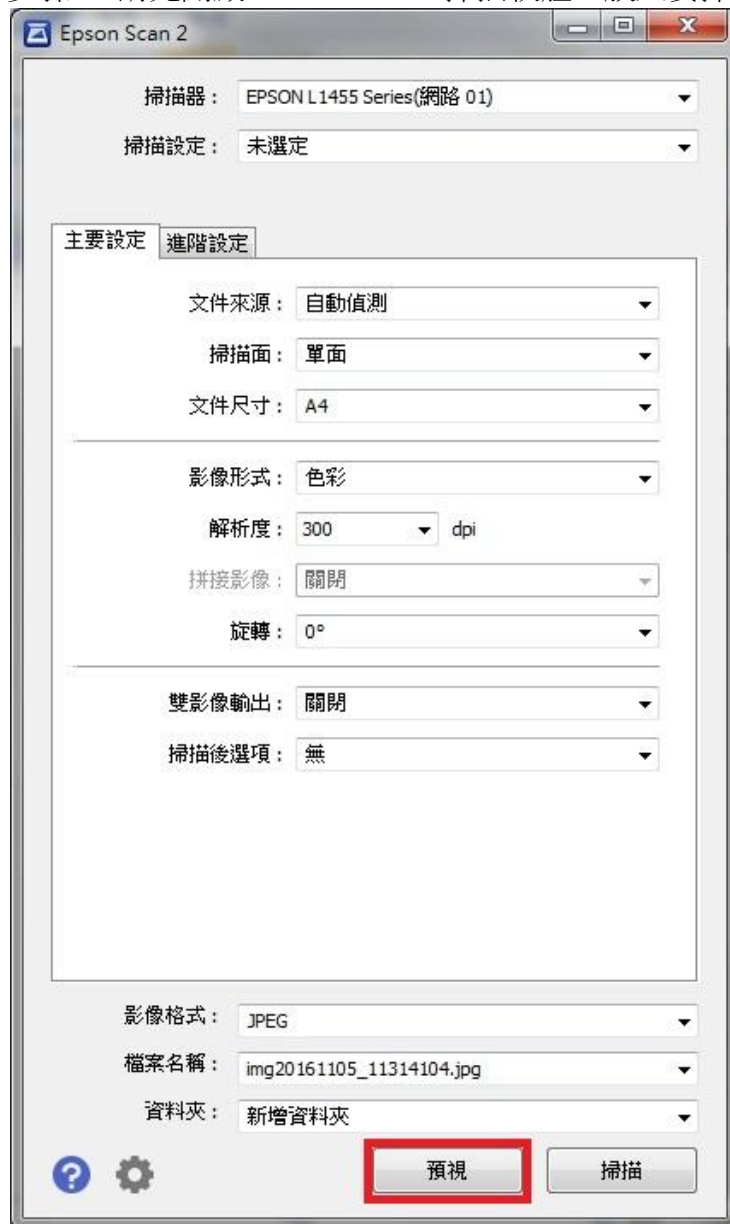 Epson Scan 2
掃描器： EPSON L1455 Series(網路 01)
掃描設定： 未選定
主要設定 進階設定
文件來源： 自動偵測
掃描面： 單面
文件尺寸： A4
影像形式： 色彩
解析度： 300 dpi
拼接影像： 關閉
旋轉： 0°
雙影像輸出： 關閉
掃描後選項： 無
影像格式： JPEG
檔案名稱： img20161105_11314104.jpg
資料夾： 新增資料夾
預視 掃描